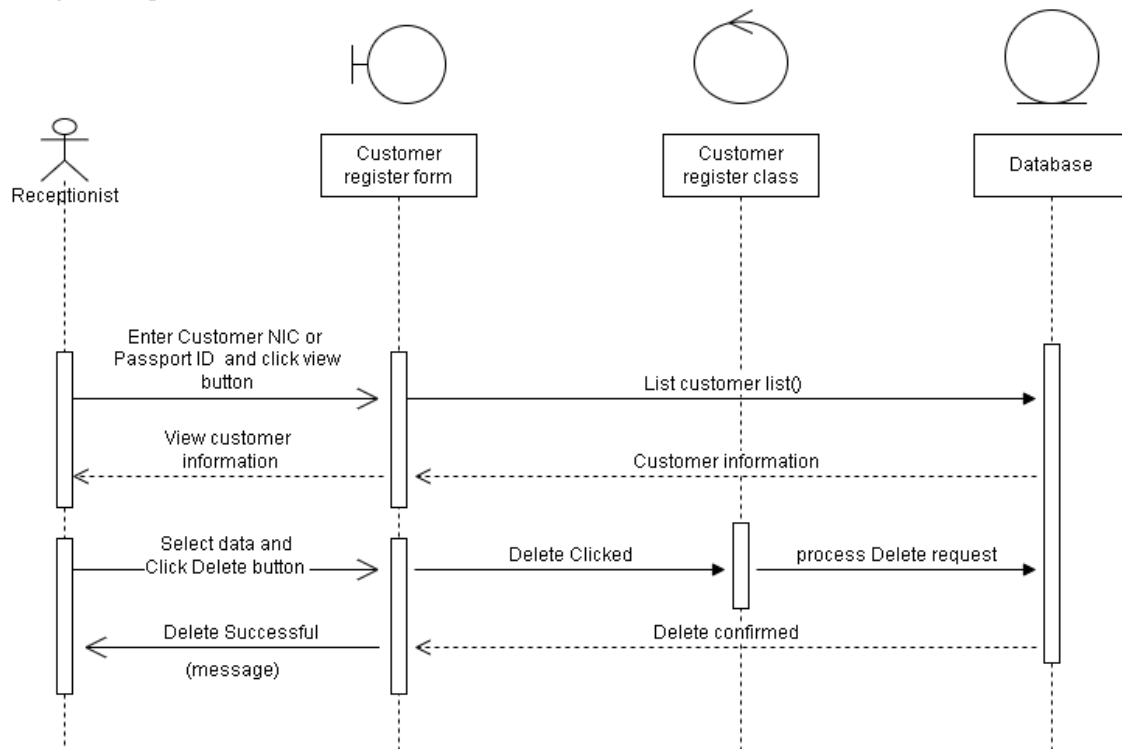 Customer
register form
Customer
register class
Database
Receptionist
Enter Customer NIC or
Passport ID and click view
button
List customer list()
View customer
information
Customer information
Select data and
Click Delete button
Delete Clicked
process Delete request
Delete Successful
(message)
Delete confirmed